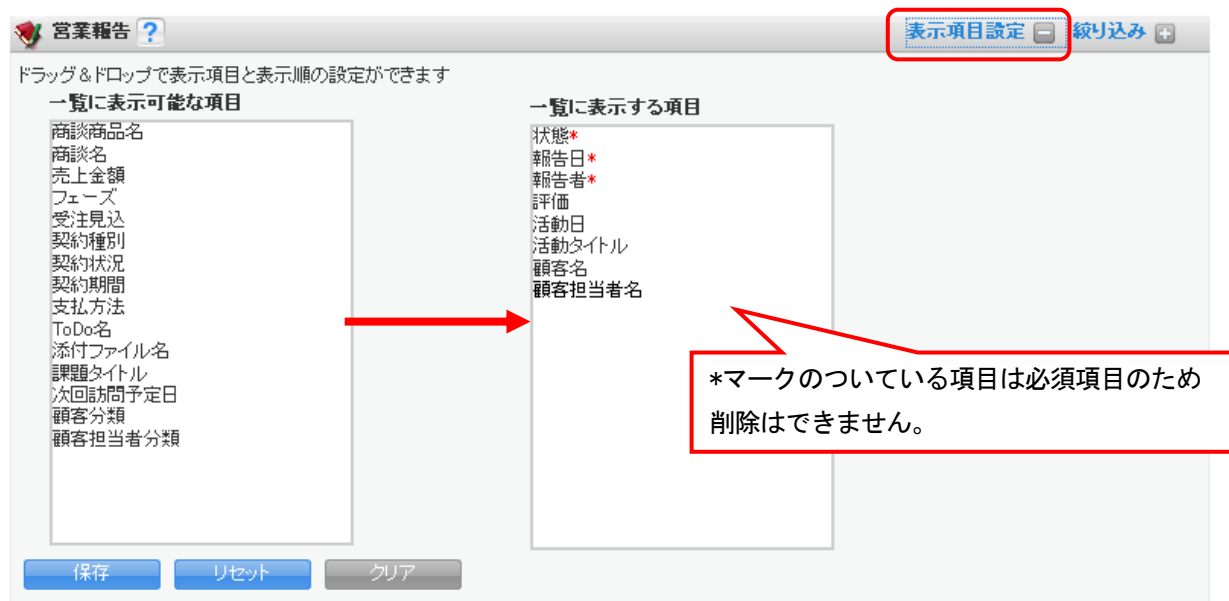 営業報告 ?
表示項目設定 絞り込み
ドラッグ&ドロップで表示項目と表示順の設定ができます
一覧に表示可能な項目
商談商品名
商談名
売上金額
フェーズ
受注見込
契約種別
契約状況
契約期間
支払方法
ToDo名
添付ファイル名
課題タイトル
次回訪問予定日
顧客分類
顧客担当者分類
一覧に表示する項目
状態*
報告日*
報告者*
評価
活動日
活動タイトル
顧客名
顧客担当者名
*マークのついている項目は必須項目のため
削除はできません。
保存 リセット クリア